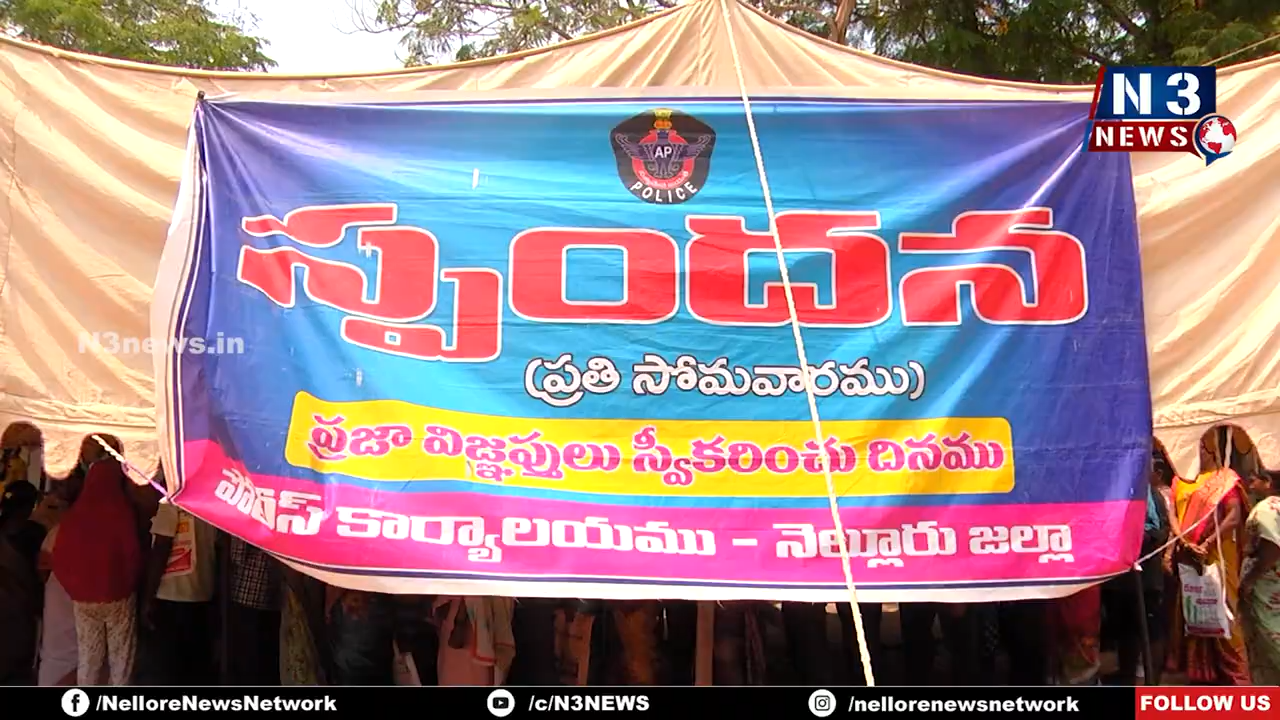 N3
NEWS
AP
POLICE
స్పందన
(ప్రతి సోమవారము)
N3news.in
ప్రజా విజ్ఞప్తులు స్వీకరించు దినము
పోలీస్ కార్యాలయము - నెల్లూరు జిల్లా
/NelloreNewsNetwork
/c/N3NEWS
/nellorenewsnetwork
FOLLOW US